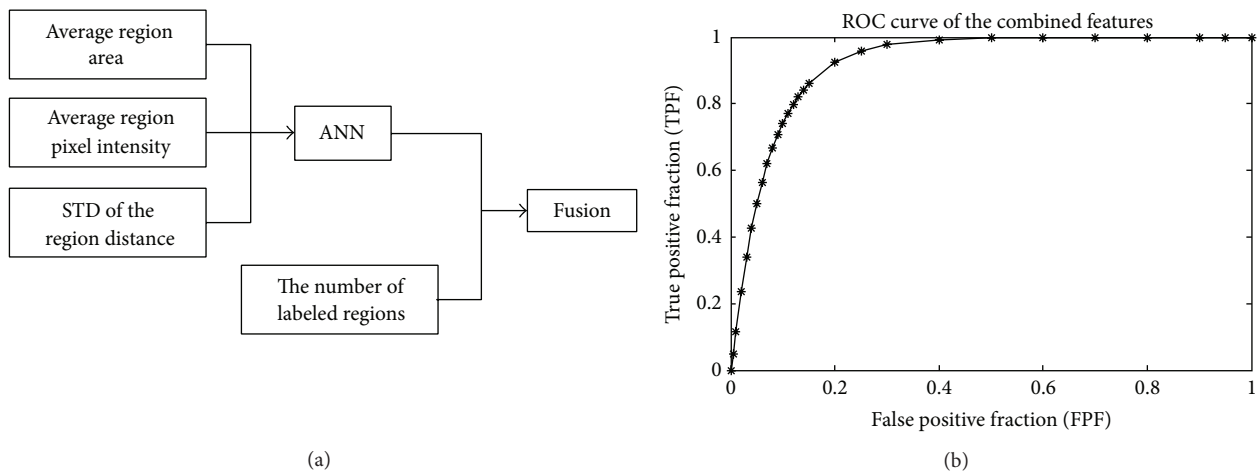 Average region
area
Average region
pixel intensity
STD of the
region distance
ANN
The number of
labeled regions
Fusion
(a)
ROC curve of the combined features
True positive fraction (TPF)
1
0.8
0.6
0.4
0.2
0
0
0.2
0.4
0.6
0.8
1
False positive fraction (FPF)
(b)